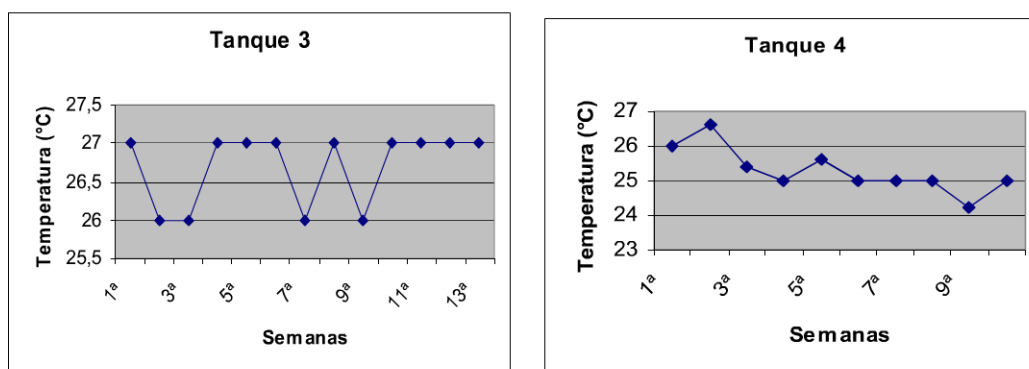 Tanque 3
Temperatura (°C)
27,5
27
26,5
26
25,5
1ª 3ª 5ª 7ª 9ª 11ª 13ª
Semanas
Tanque 4
Temperatura (°C)
27
26
25
24
23
1ª 3ª 5ª 7ª 9ª
Semanas